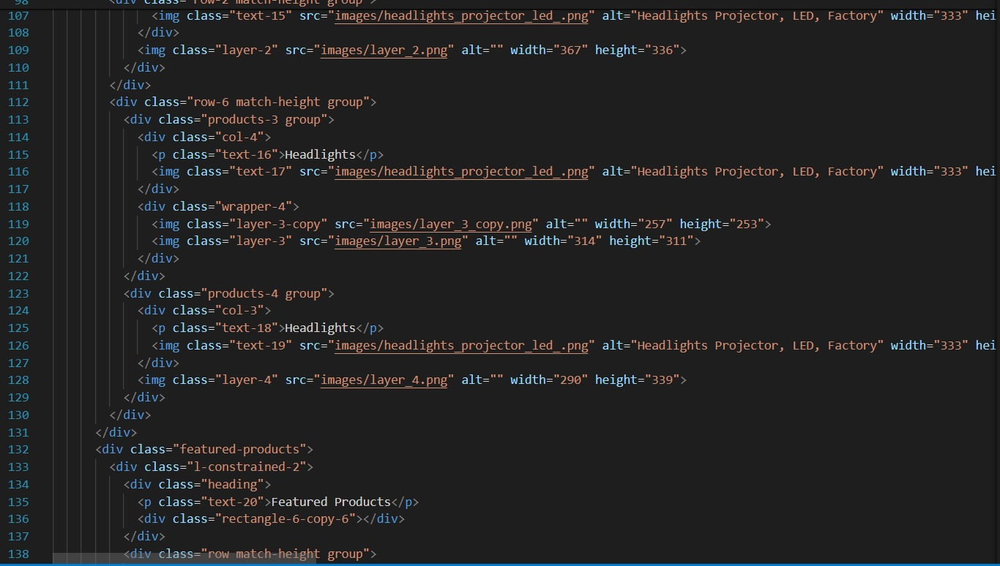 98 <div class="row-2 match-height group">
107 <img class="text-15" src="images/headlights_projector_led_.png" alt="Headlights Projector, LED, Factory" width="333" hei
108 </div>
109 <img class="layer-2" src="images/layer_2.png" alt="" width="367" height="336">
110 </div>
111 </div>
112 <div class="row-6 match-height group">
113 <div class="products-3 group">
114 <div class="col-4">
115 <p class="text-16">Headlights</p>
116 <img class="text-17" src="images/headlights_projector_led_.png" alt="Headlights Projector, LED, Factory" width="333" hei
117 </div>
118 <div class="wrapper-4">
119 <img class="layer-3-copy" src="images/layer_3_copy.png" alt="" width="257" height="253">
120 <img class="layer-3" src="images/layer_3.png" alt="" width="314" height="311">
121 </div>
122 </div>
123 <div class="products-4 group">
124 <div class="col-3">
125 <p class="text-18">Headlights</p>
126 <img class="text-19" src="images/headlights_projector_led_.png" alt="Headlights Projector, LED, Factory" width="333" hei
127 </div>
128 <img class="layer-4" src="images/layer_4.png" alt="" width="290" height="339">
129 </div>
130 </div>
131 </div>
132 <div class="featured-products">
133 <div class="l-constrained-2">
134 <div class="heading">
135 <p class="text-20">Featured Products</p>
136 <div class="rectangle-6-copy-6"></div>
137 </div>
138 <div class="row match-height group">